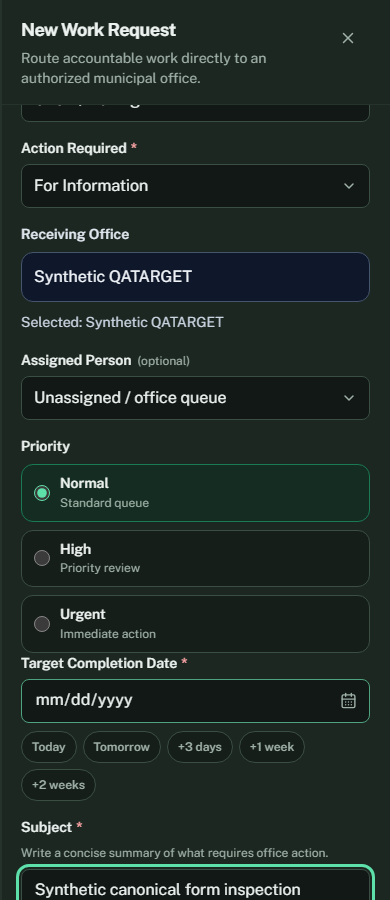 New Work Request
Route accountable work directly to an
authorized municipal office.
Action Required *
For Information
Receiving Office
Synthetic QATARGET
Selected: Synthetic QATARGET
Assigned Person (optional)
Unassigned / office queue
Priority
Normal
Standard queue
High
Priority review
Urgent
Immediate action
Target Completion Date *
mm/dd/yyyy
Today
Tomorrow
+3 days
+1 week
+2 weeks
Subject *
Write a concise summary of what requires office action.
Synthetic canonical form inspection